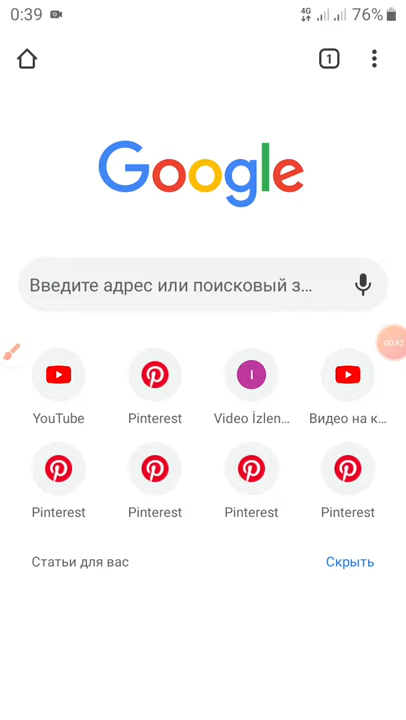 0:39
4G
76%
1
Google
Введите адрес или поисковый з...
00:42
I
YouTube
Pinterest
Video İzlen...
Видео на к...
Pinterest
Pinterest
Pinterest
Pinterest
Статьи для вас
Скрыть